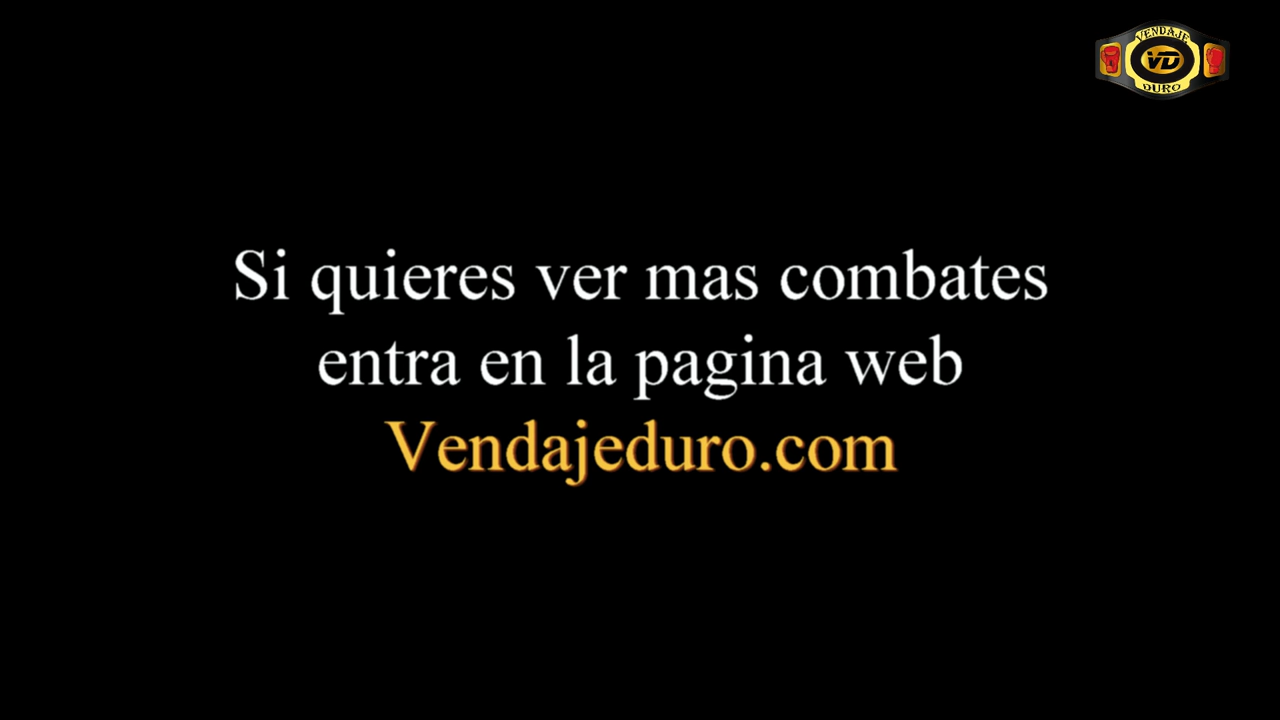 VENDAJE
VD
DURO
Si quieres ver mas combates
entra en la pagina web
Vendajeduro.com